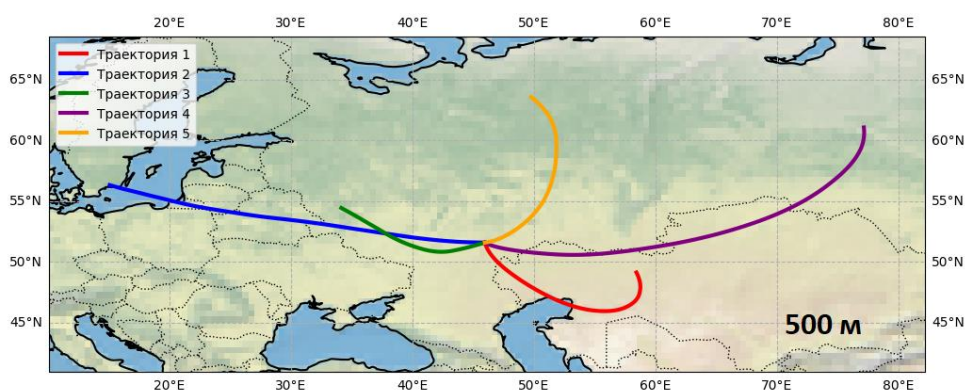 20°E 30°E 40°E 50°E 60°E 70°E 80°E
Траектория 1
Траектория 2
Траектория 3
Траектория 4
Траектория 5
65°N 65°N
60°N 60°N
55°N 55°N
50°N 50°N
45°N 45°N
500 м
20°E 30°E 40°E 50°E 60°E 70°E 80°E